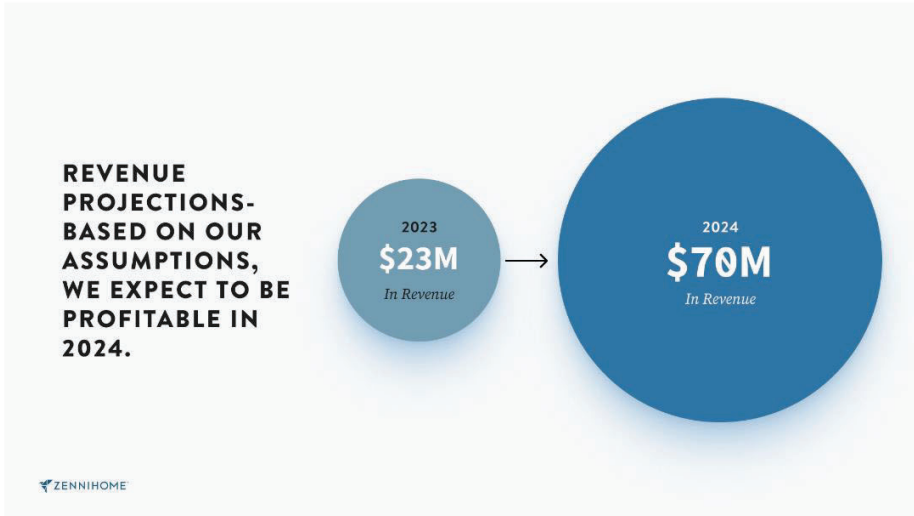 REVENUE
PROJECTIONS-
BASED ON OUR
ASSUMPTIONS,
WE EXPECT TO BE
PROFITABLE IN
2024.
2023
$23M
In Revenue
2024
$70M
In Revenue
ZENNIHOME